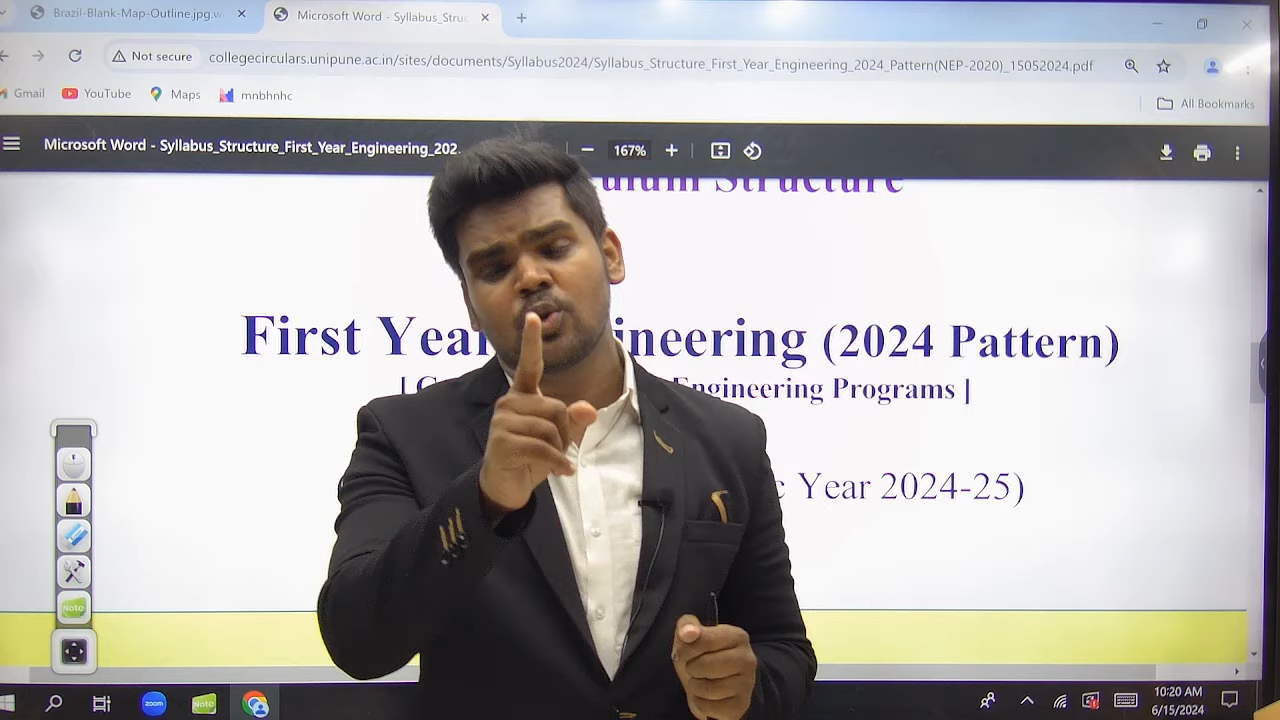 Brazil-Blank-Map-Outline.jpg.w
Microsoft Word - Syllabus_Struc
Not secure
collegecirculars.unipune.ac.in/sites/documents/Syllabus2024/Syllabus_Structure_First_Year_Engineering_2024_Pattern(NEP-2020)_15052024.pdf
Gmail
YouTube
Maps
mnbhnhc
All Bookmarks
Microsoft Word - Syllabus_Structure_First_Year_Engineering_202
167%
Structure
First Year ineering (2024 Pattern)
Engineering Programs ]
Year 2024-25)
Note
zoom
Note
10:20 AM
6/15/2024